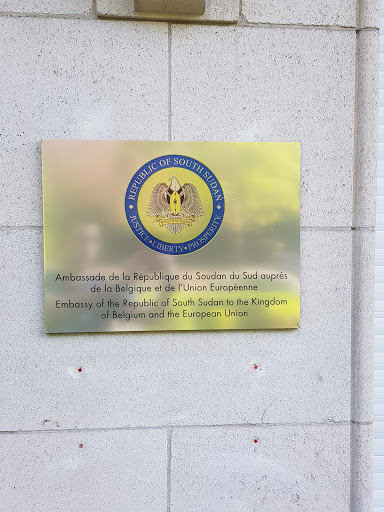 REPUBLIC OF SOUTH SUDAN
JUSTICE • LIBERTY • PROSPERITY
Ambassade de la République du Soudan du Sud auprés
de la Belgique et de l'Union Européenne
Embassy of the Republic of South Sudan to the Kingdom
of Belgium and the European Union